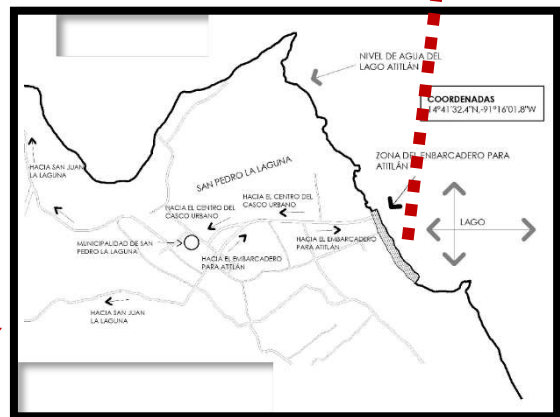 NIVEL DE AGUA DEL
LAGO ATITLÁN
COORDENADAS
14°41'32.4"N,-91°16'01.8"W
ZONA DEL ENBARCADERO PARA
ATITLÁN
HACIA SAN JUAN
LA LAGUNA
SAN PEDRO LA LAGUNA
HACIA EL CENTRO DEL
CASCO URBANO
HACIA EL CENTRO DEL
CASCO URBANO
LAGO
MUNICIPALIDAD DE SAN
PEDRO LA LAGUNA
HACIA EL EMBARCADERO
PARA ATITLÁN
HACIA EL EMBARCADERO
PARA ATITLÁN
HACIA SAN JUAN
LA LAGUNA